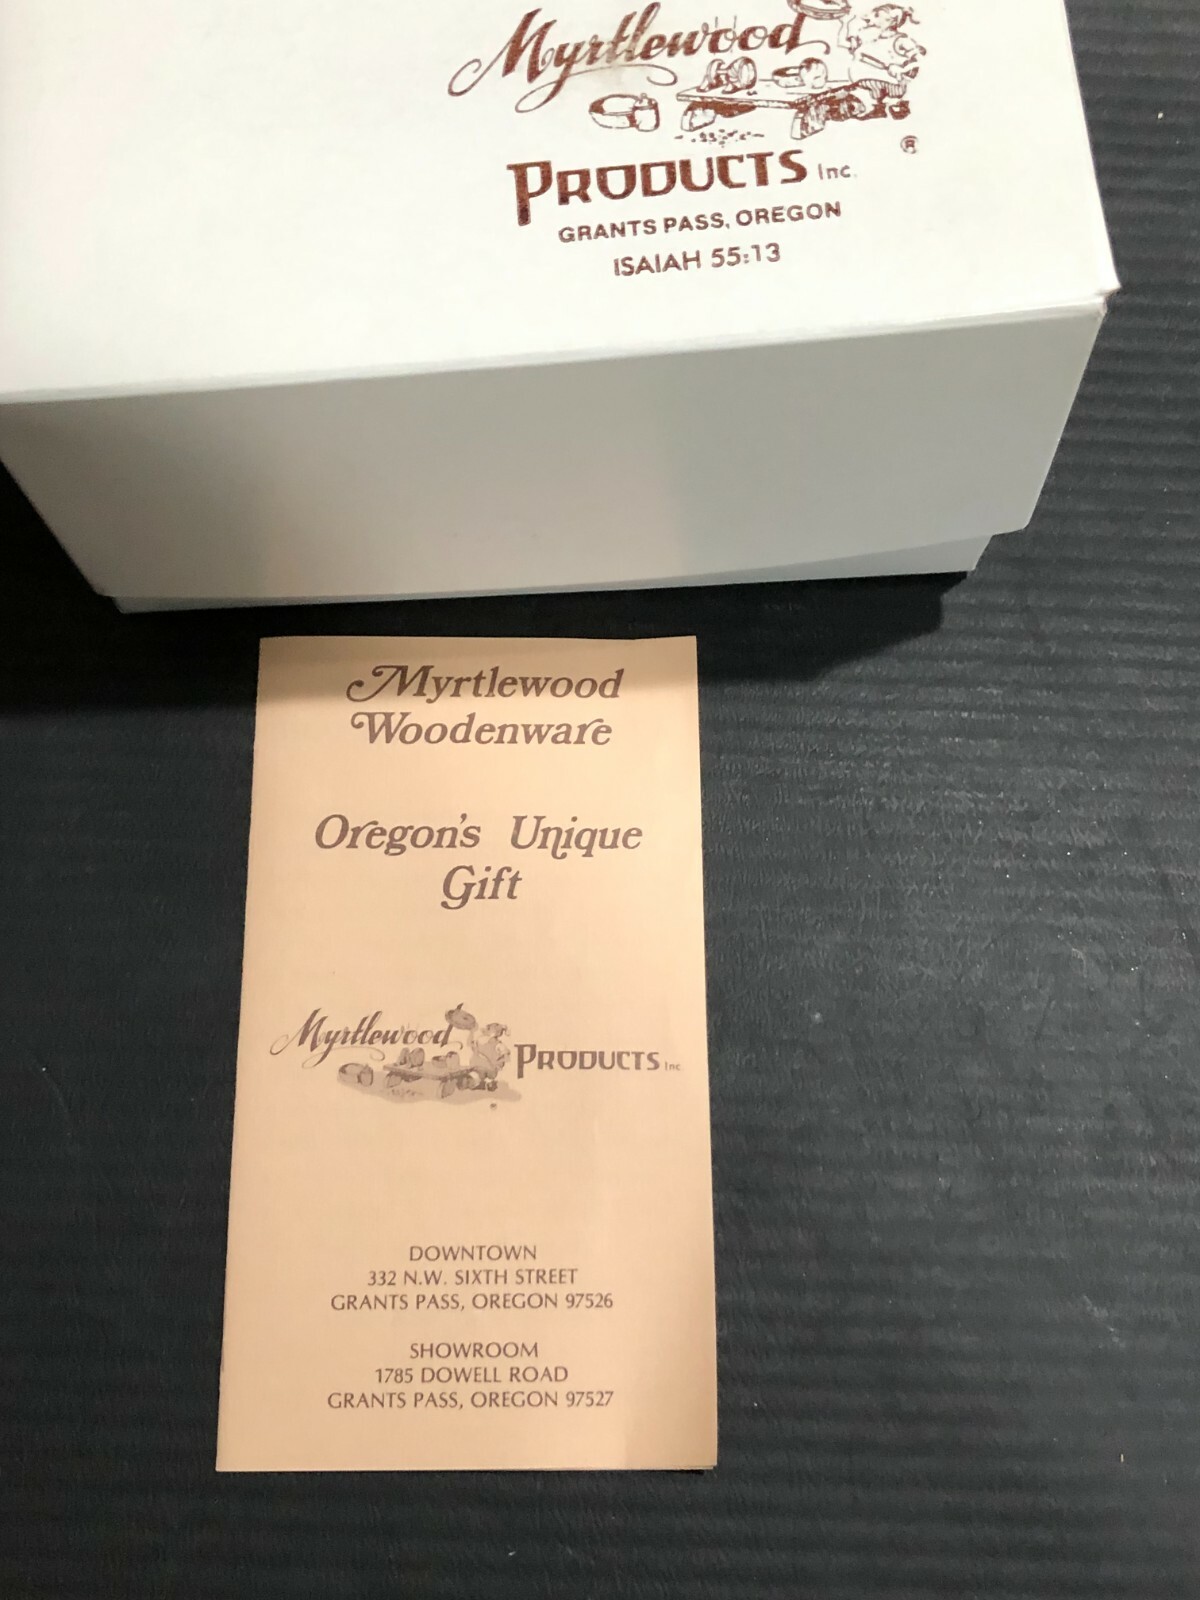 Myrtlewood
PRODUCTS Inc.
®
GRANTS PASS, OREGON
ISAIAH 55:13
Myrtlewood
Woodenware
Oregon's Unique
Gift
Myrtlewood PRODUCTS Inc.
DOWNTOWN
332 N.W. SIXTH STREET
GRANTS PASS, OREGON 97526
SHOWROOM
1785 DOWELL ROAD
GRANTS PASS, OREGON 97527